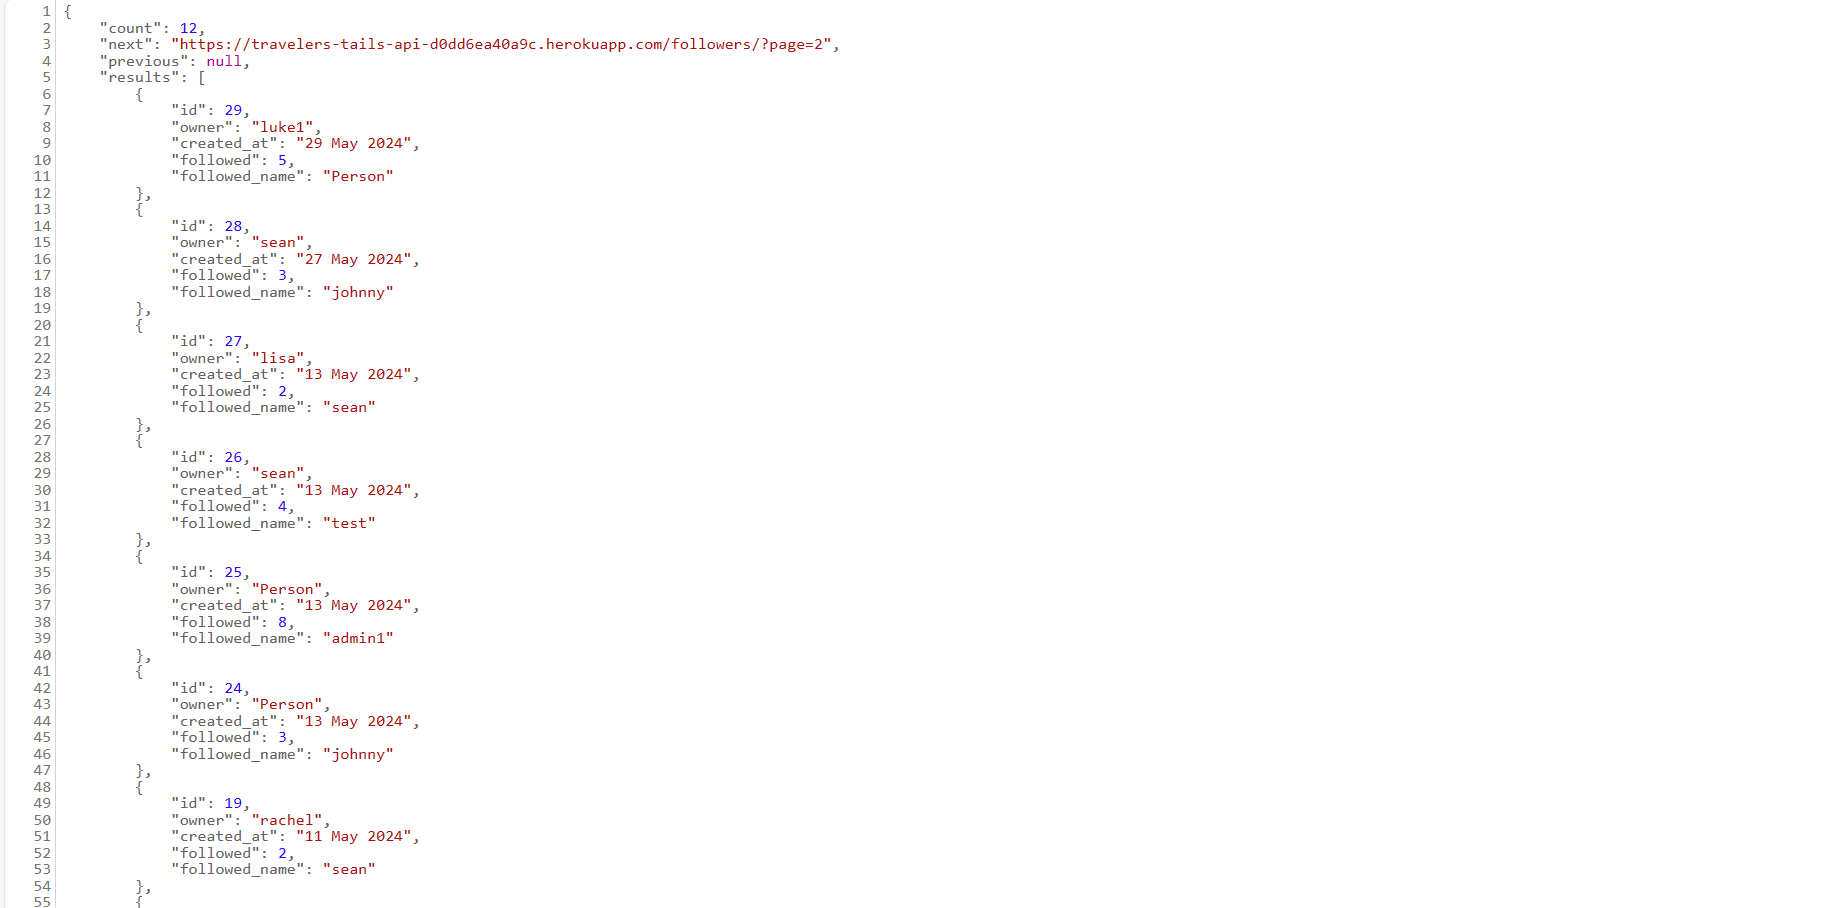 1 {
2 "count": 12,
3 "next": "https://travelers-tails-api-d0dd6ea40a9c.herokuapp.com/followers/?page=2",
4 "previous": null,
5 "results": [
6 {
7 "id": 29,
8 "owner": "luke1",
9 "created_at": "29 May 2024",
10 "followed": 5,
11 "followed_name": "Person"
12 },
13 {
14 "id": 28,
15 "owner": "sean",
16 "created_at": "27 May 2024",
17 "followed": 3,
18 "followed_name": "johnny"
19 },
20 {
21 "id": 27,
22 "owner": "lisa",
23 "created_at": "13 May 2024",
24 "followed": 2,
25 "followed_name": "sean"
26 },
27 {
28 "id": 26,
29 "owner": "sean",
30 "created_at": "13 May 2024",
31 "followed": 4,
32 "followed_name": "test"
33 },
34 {
35 "id": 25,
36 "owner": "Person",
37 "created_at": "13 May 2024",
38 "followed": 8,
39 "followed_name": "admin1"
40 },
41 {
42 "id": 24,
43 "owner": "Person",
44 "created_at": "13 May 2024",
45 "followed": 3,
46 "followed_name": "johnny"
47 },
48 {
49 "id": 19,
50 "owner": "rachel",
51 "created_at": "11 May 2024",
52 "followed": 2,
53 "followed_name": "sean"
54 },
55 {